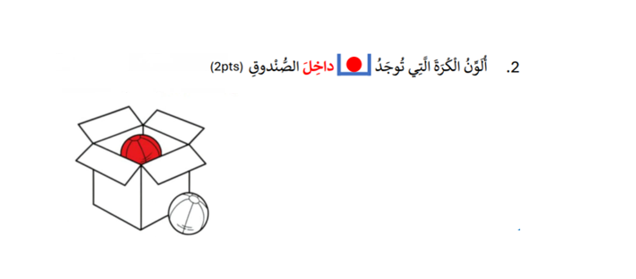 2. أُلَوِّنُ الْكُرَةَ الَّتِي تُوجَدُ داخِلَ الصُّنْدوقِ (2pts)
.